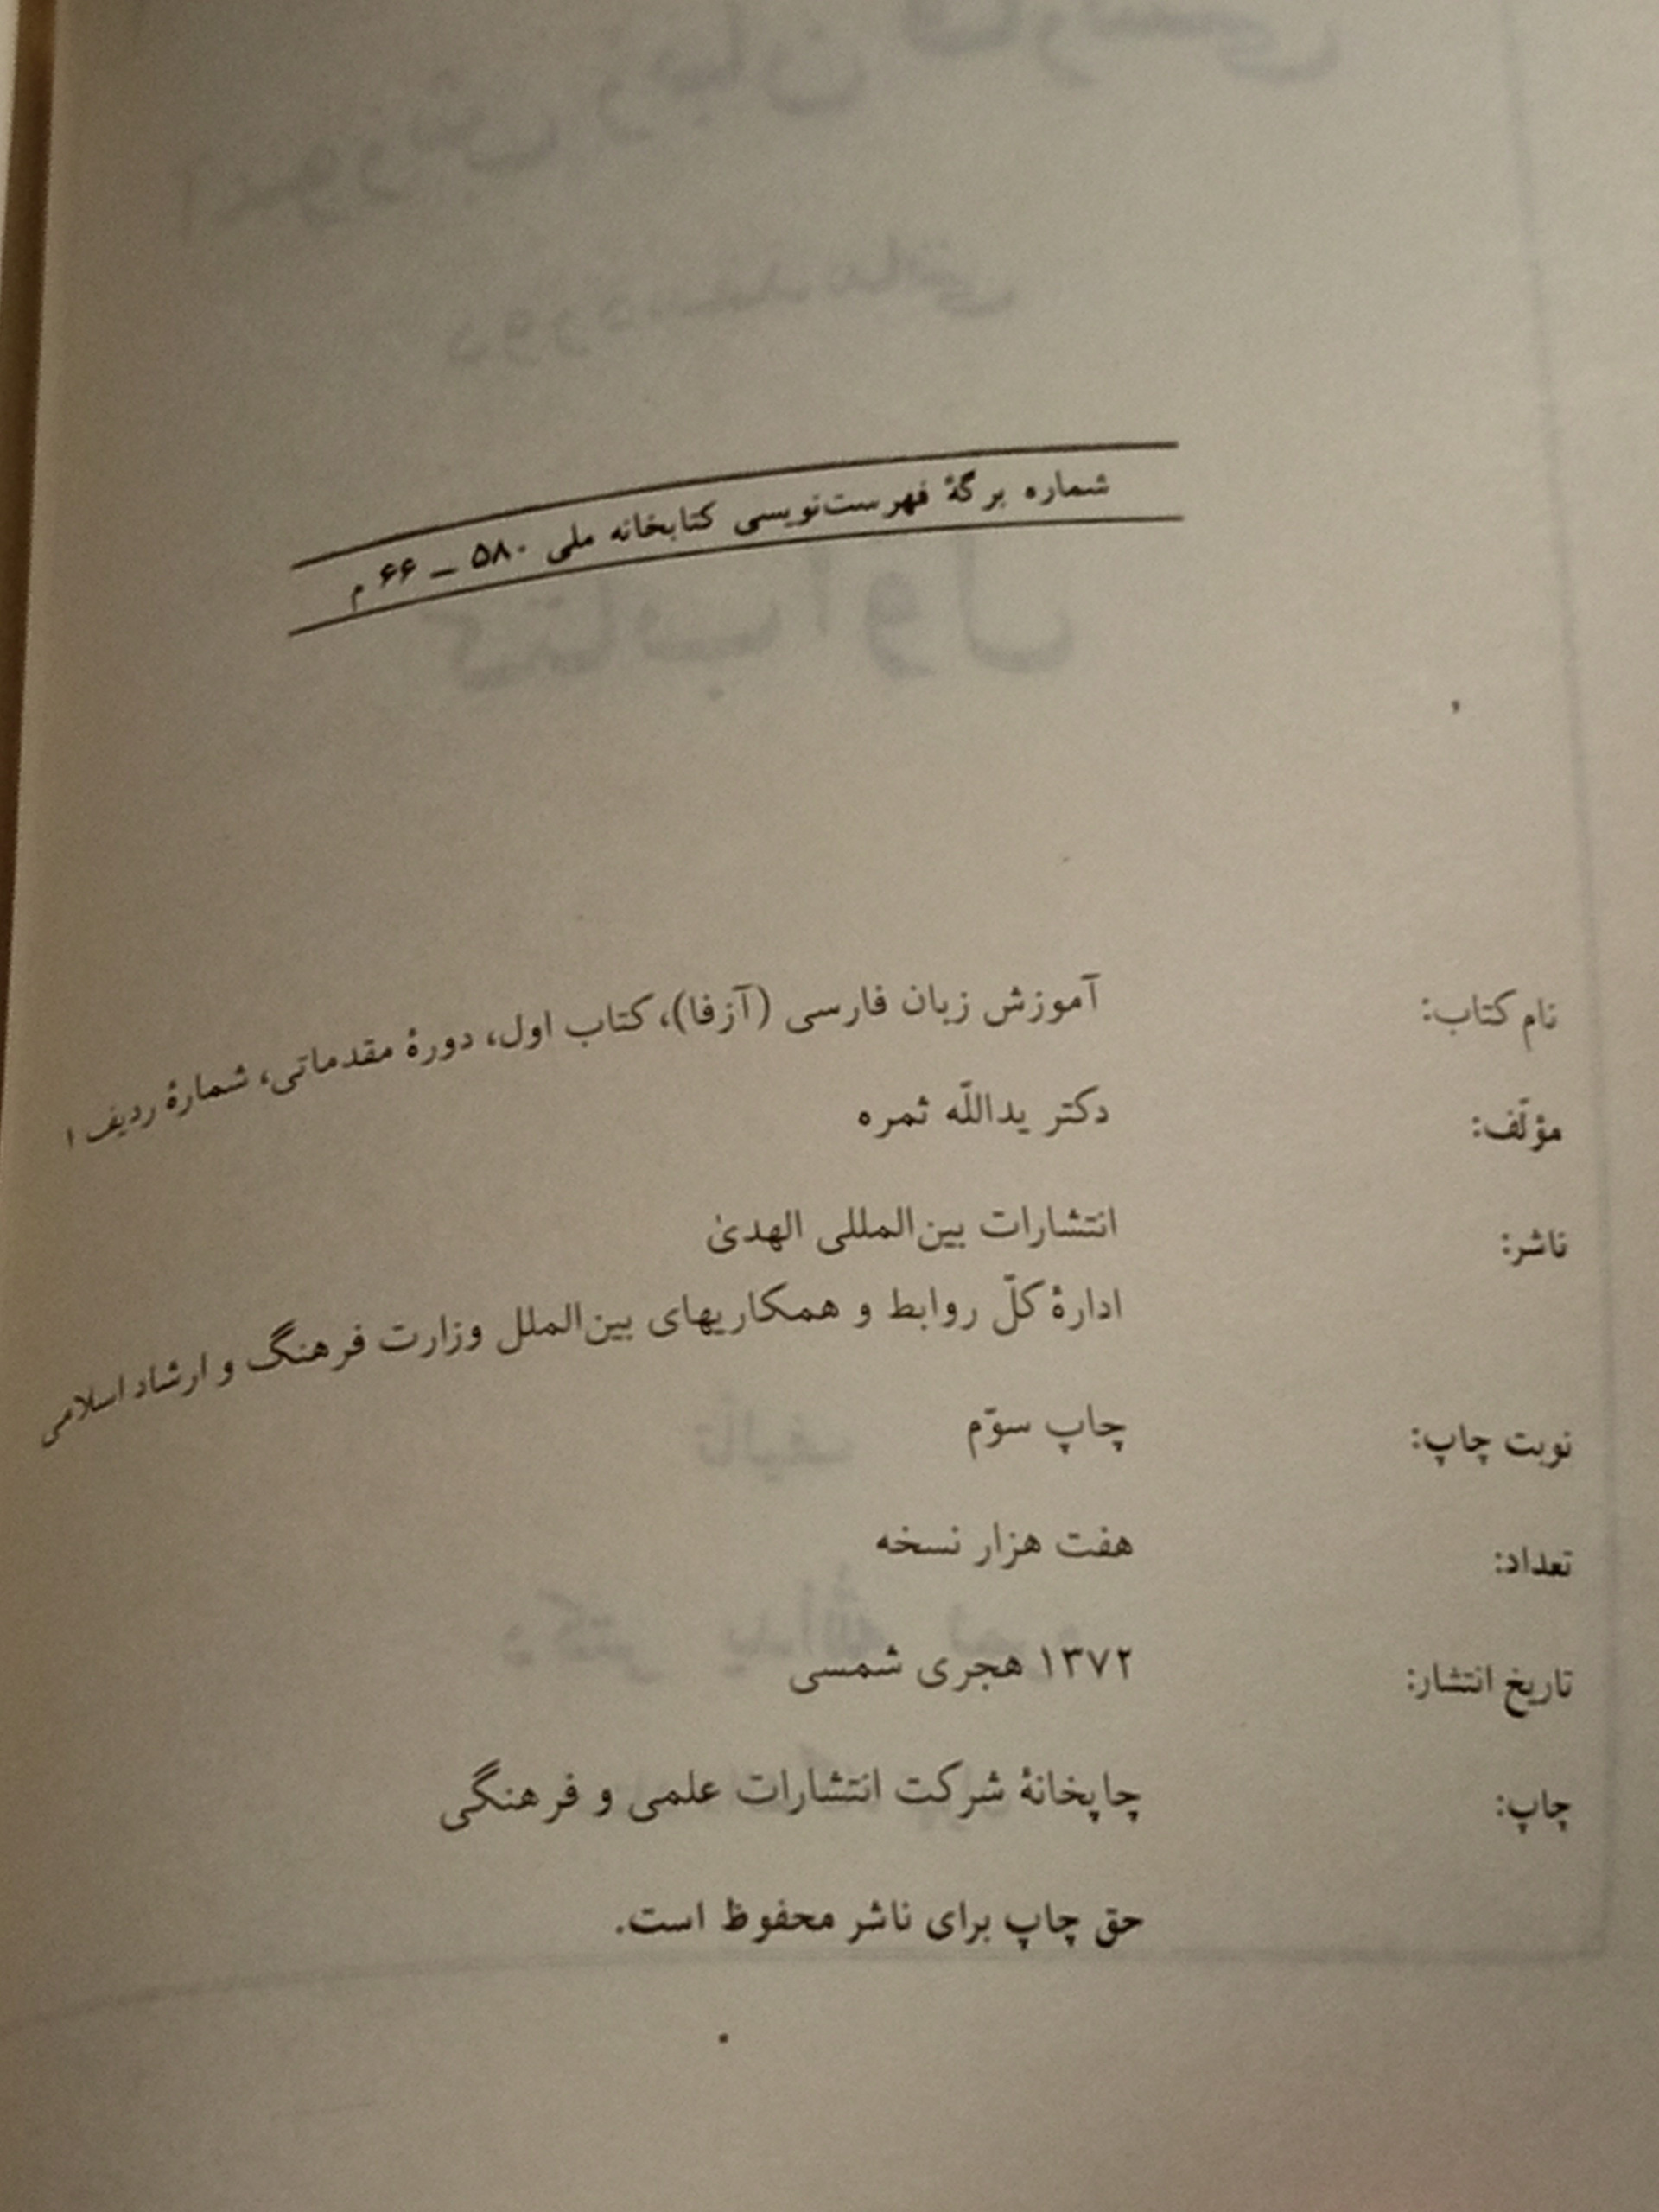 شماره برگهٔ فهرست‌نویسی کتابخانه ملی ۵۸۰ ــ ۶۶ م
نام کتاب: آموزش زبان فارسی (آزفا)، کتاب اول، دورهٔ مقدماتی، شمارهٔ ردیف ۱
مؤلّف: دکتر یداللّه ثمره
ناشر: انتشارات بین‌المللی الهدیٰ
ادارهٔ کلّ روابط و همکاریهای بین‌الملل وزارت فرهنگ و ارشاد اسلامی
نوبت چاپ: چاپ سوّم
تعداد: هفت هزار نسخه
تاریخ انتشار: ۱۳۷۲ هجری شمسی
چاپ: چاپخانهٔ شرکت انتشارات علمی و فرهنگی
حق چاپ برای ناشر محفوظ است.